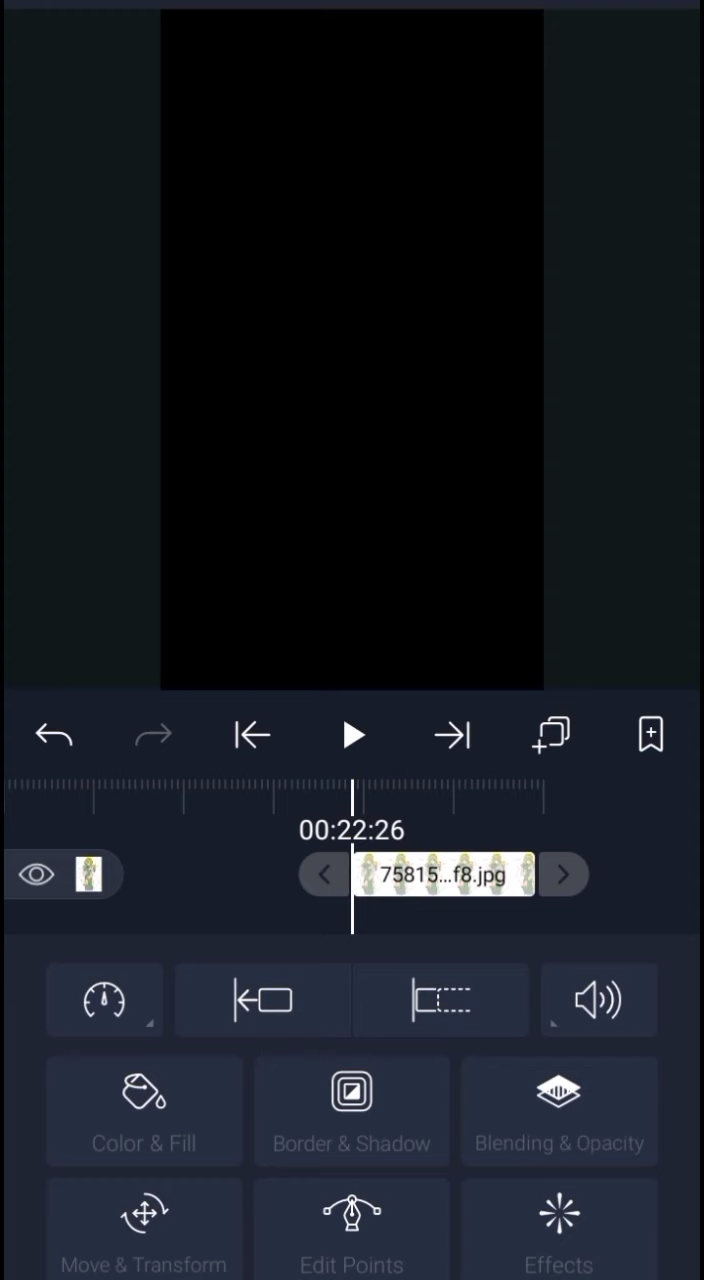 00:22:26
75815...f8.jpg
Color & Fill
Border & Shadow
Blending & Opacity
Move & Transform
Edit Points
Effects